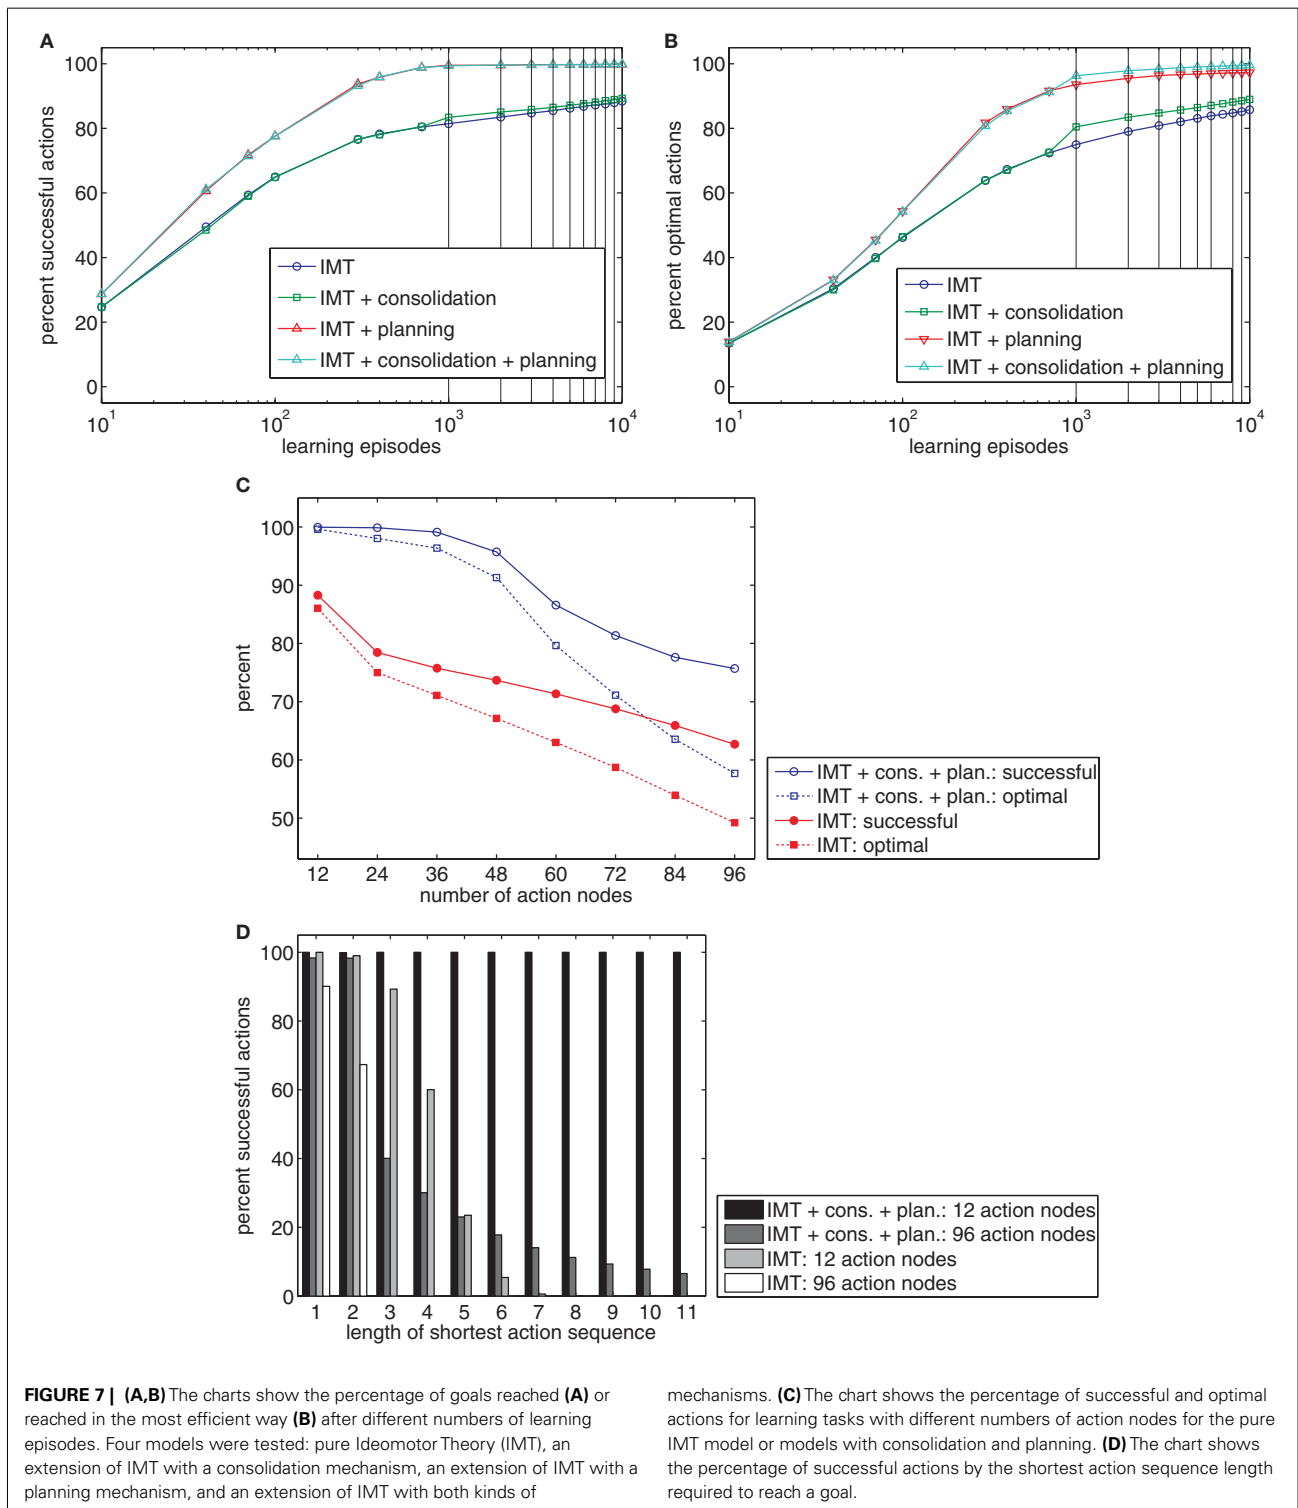 A
percent successful actions
100
80
60
40
20
0
10^1
10^2
10^3
10^4
learning episodes
IMT
IMT + consolidation
IMT + planning
IMT + consolidation + planning
B
percent optimal actions
100
80
60
40
20
0
10^1
10^2
10^3
10^4
learning episodes
IMT
IMT + consolidation
IMT + planning
IMT + consolidation + planning
C
percent
100
90
80
70
60
50
12 24 36 48 60 72 84 96
number of action nodes
IMT + cons. + plan.: successful
IMT + cons. + plan.: optimal
IMT: successful
IMT: optimal
D
percent successful actions
100
80
60
40
20
0
1 2 3 4 5 6 7 8 9 10 11
length of shortest action sequence
IMT + cons. + plan.: 12 action nodes
IMT + cons. + plan.: 96 action nodes
IMT: 12 action nodes
IMT: 96 action nodes
FIGURE 7 | (A,B) The charts show the percentage of goals reached (A) or
reached in the most efficient way (B) after different numbers of learning
episodes. Four models were tested: pure Ideomotor Theory (IMT), an
extension of IMT with a consolidation mechanism, an extension of IMT with a
planning mechanism, and an extension of IMT with both kinds of
mechanisms. (C) The chart shows the percentage of successful and optimal
actions for learning tasks with different numbers of action nodes for the pure
IMT model or models with consolidation and planning. (D) The chart shows
the percentage of successful actions by the shortest action sequence length
required to reach a goal.